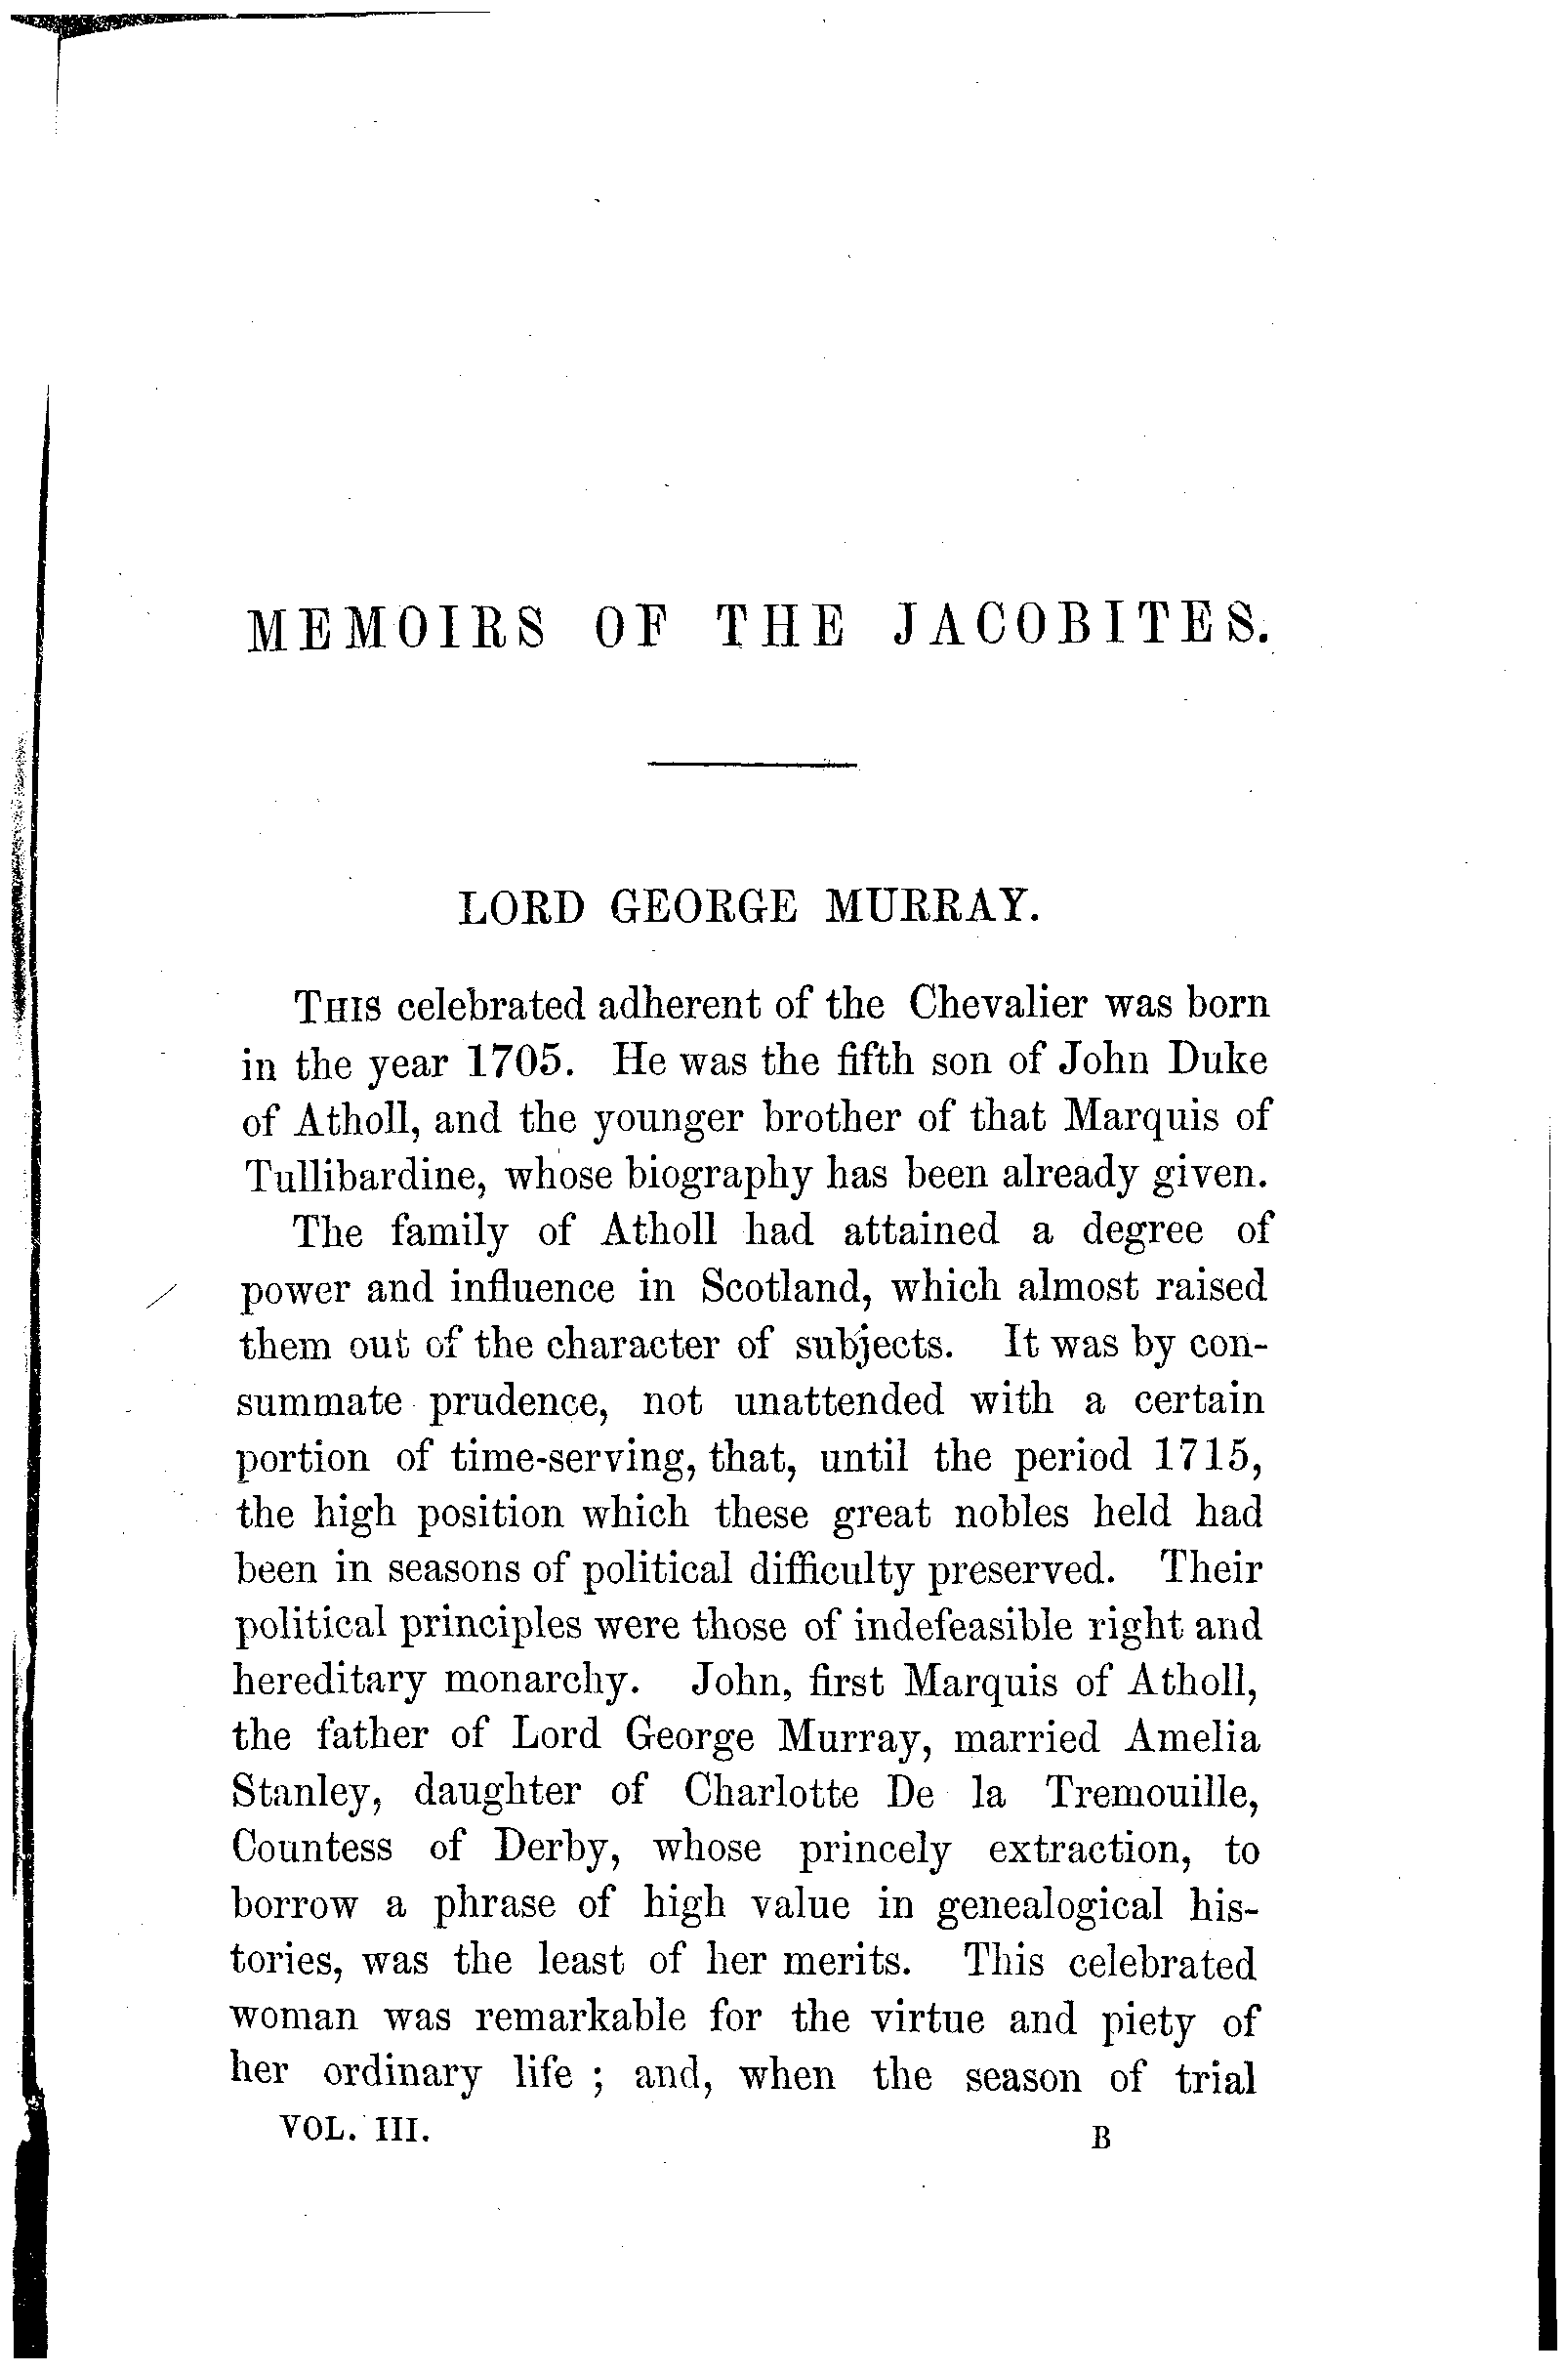 MEMOIRS OF THE JACOBITES.
LORD GEORGE MURRAY.
THIS celebrated adherent of the Chevalier was born
in the year 1705. He was the fifth son of John Duke
of Atholl, and the younger brother of that Marquis of
Tullibardine, whose biography has been already given.
The family of Atholl had attained a degree of
power and influence in Scotland, which almost raised
them out of the character of subjects. It was by con-
summate prudence, not unattended with a certain
portion of time-serving, that, until the period 1715,
the high position which these great nobles held had
been in seasons of political difficulty preserved. Their
political principles were those of indefeasible right and
hereditary monarchy. John, first Marquis of Atholl,
the father of Lord George Murray, married Amelia
Stanley, daughter of Charlotte De la Tremouille,
Countess of Derby, whose princely extraction, to
borrow a phrase of high value in genealogical his-
tories, was the least of her merits. This celebrated
woman was remarkable for the virtue and piety of
her ordinary life ; and, when the season of trial
VOL. III. B